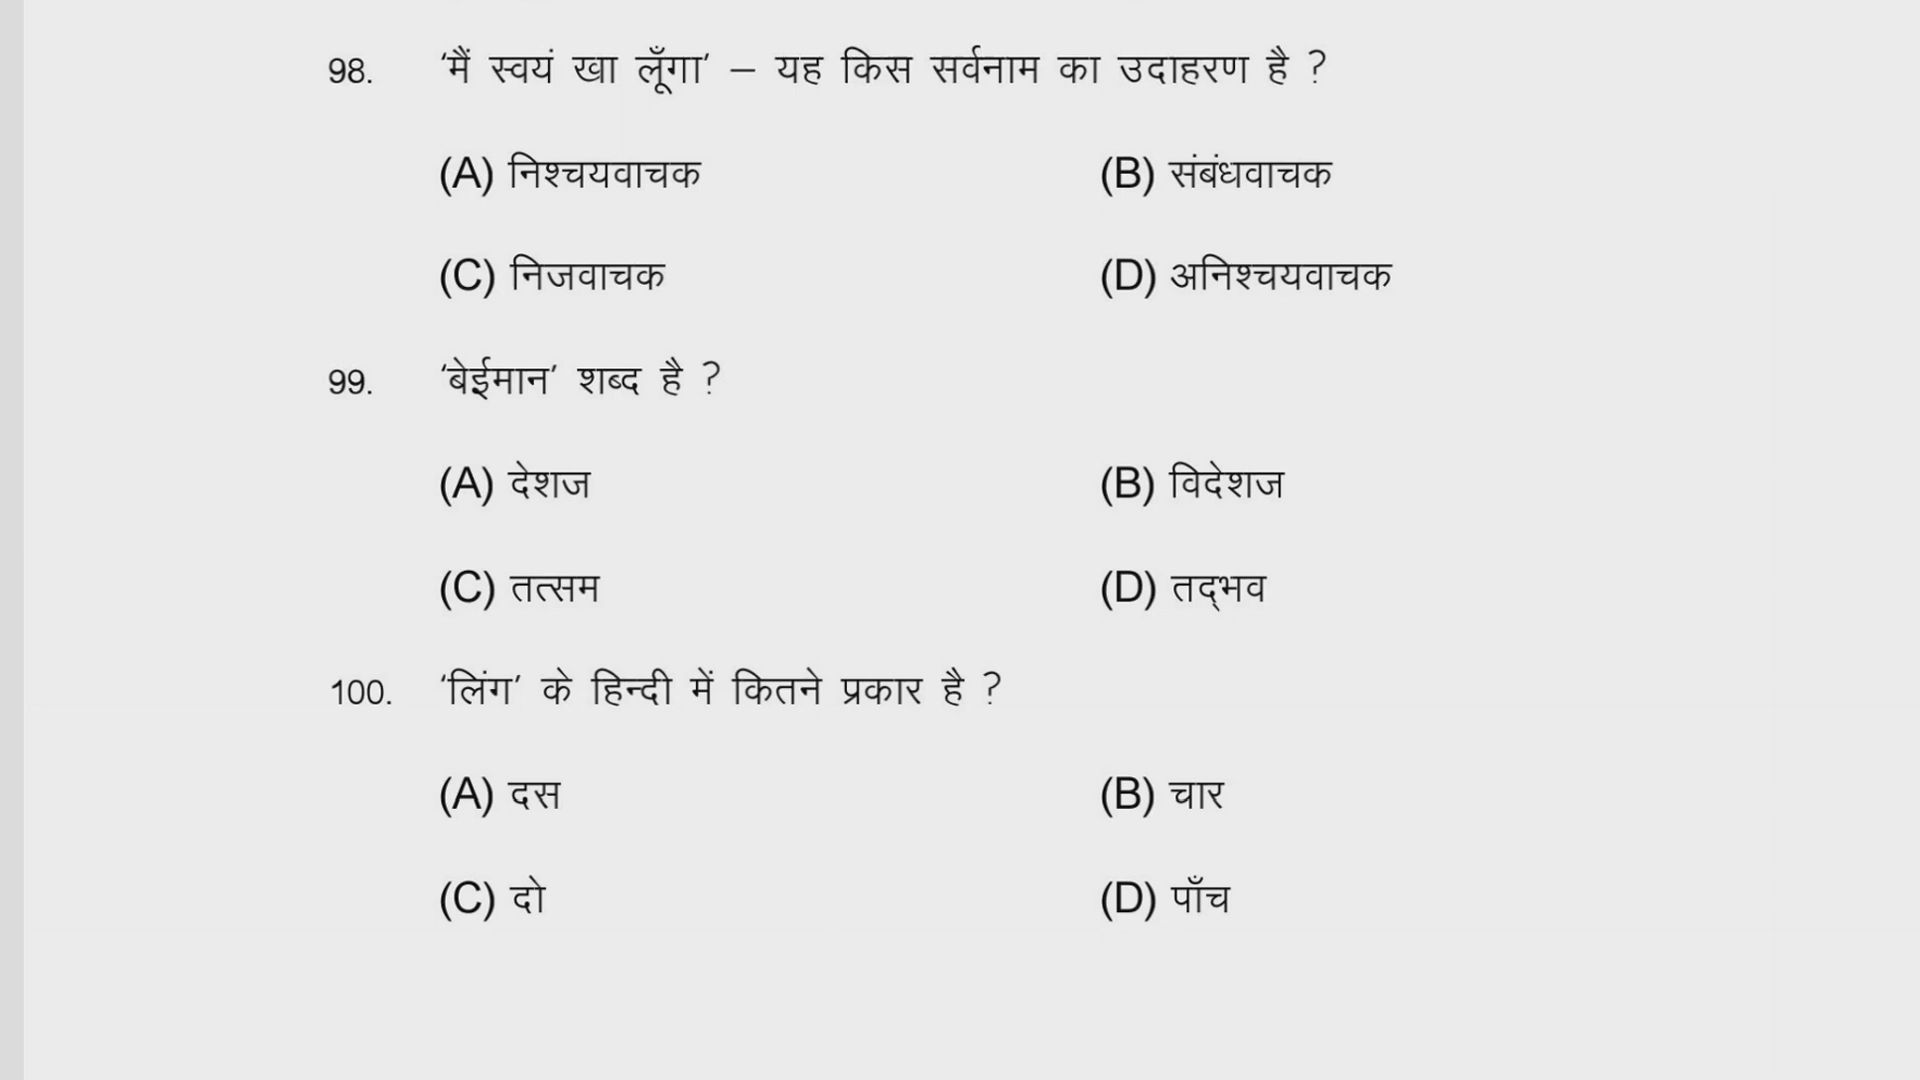 98. ‘मैं स्वयं खा लूँगा’ – यह किस सर्वनाम का उदाहरण है ?
(A) निश्चयवाचक (B) संबंधवाचक
(C) निजवाचक (D) अनिश्चयवाचक
99. ‘बेईमान’ शब्द है ?
(A) देशज (B) विदेशज
(C) तत्सम (D) तद्‌भव
100. ‘लिंग’ के हिन्दी में कितने प्रकार है ?
(A) दस (B) चार
(C) दो (D) पाँच